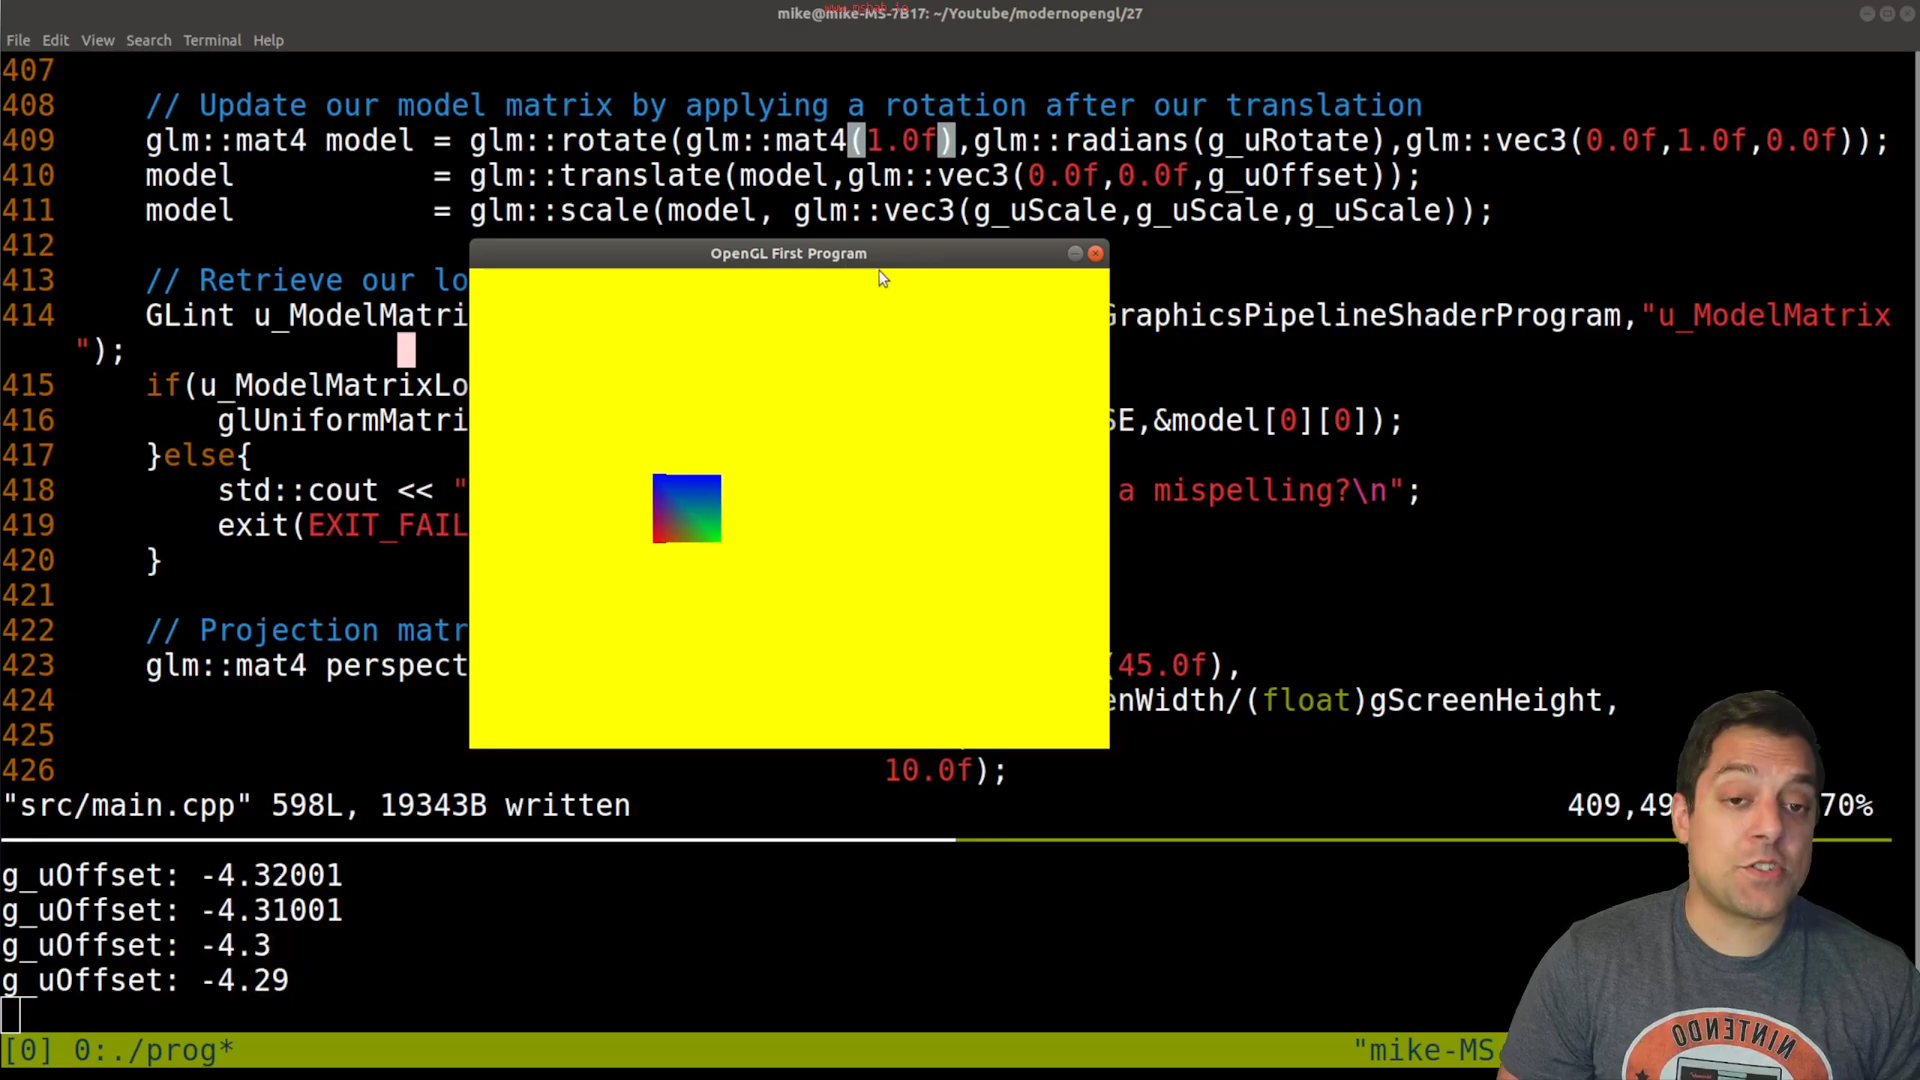 www.mshah.io
mike@mike-MS-7B17: ~/Youtube/modernopengl/27
File Edit View Search Terminal Help
407
408 // Update our model matrix by applying a rotation after our translation
409 glm::mat4 model = glm::rotate(glm::mat4(1.0f),glm::radians(g_uRotate),glm::vec3(0.0f,1.0f,0.0f));
410 model = glm::translate(model,glm::vec3(0.0f,0.0f,g_uOffset));
411 model = glm::scale(model, glm::vec3(g_uScale,g_uScale,g_uScale));
412
OpenGL First Program
413 // Retrieve our lo
414 GLint u_ModelMatri GraphicsPipelineShaderProgram,"u_ModelMatrix
");
415 if(u_ModelMatrixLo
416 glUniformMatri SE,&model[0][0]);
417 }else{
418 std::cout << " a mispelling?\n";
419 exit(EXIT_FAIL
420 }
421
422 // Projection matr
423 glm::mat4 perspect (45.0f),
424 enWidth/(float)gScreenHeight,
425
426 10.0f);
"src/main.cpp" 598L, 19343B written 409,49 70%
g_uOffset: -4.32001
g_uOffset: -4.31001
g_uOffset: -4.3
g_uOffset: -4.29
[0] 0:./prog* "mike-MS
NINTENDO